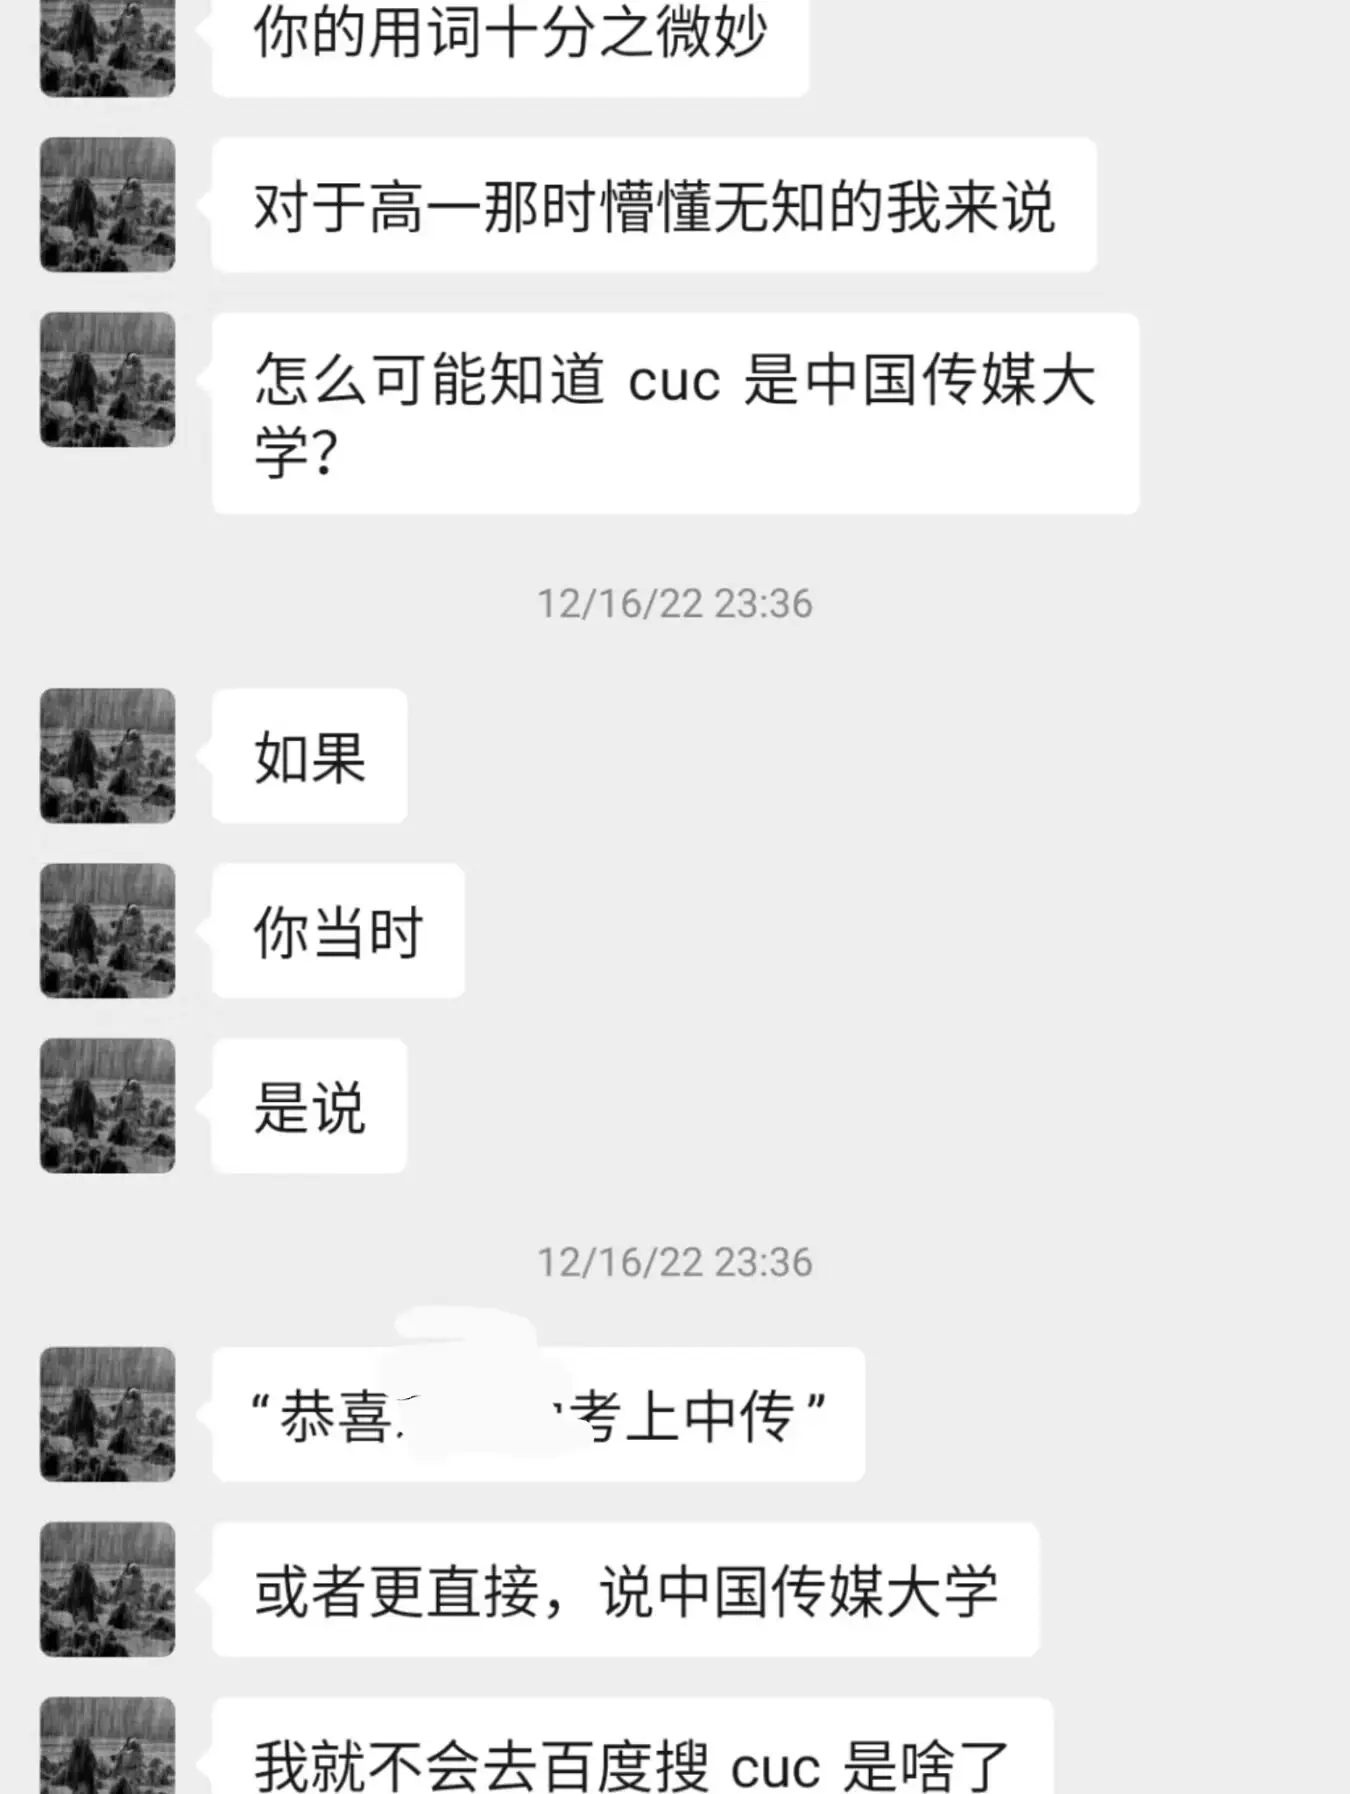 你的用词十分之微妙
对于高一那时懵懂无知的我来说
怎么可能知道 cuc 是中国传媒大
学?
12/16/22 23:36
如果
你当时
是说
12/16/22 23:36
“恭喜 考上中传”
或者更直接，说中国传媒大学
我就不会去百度搜 cuc 是啥了